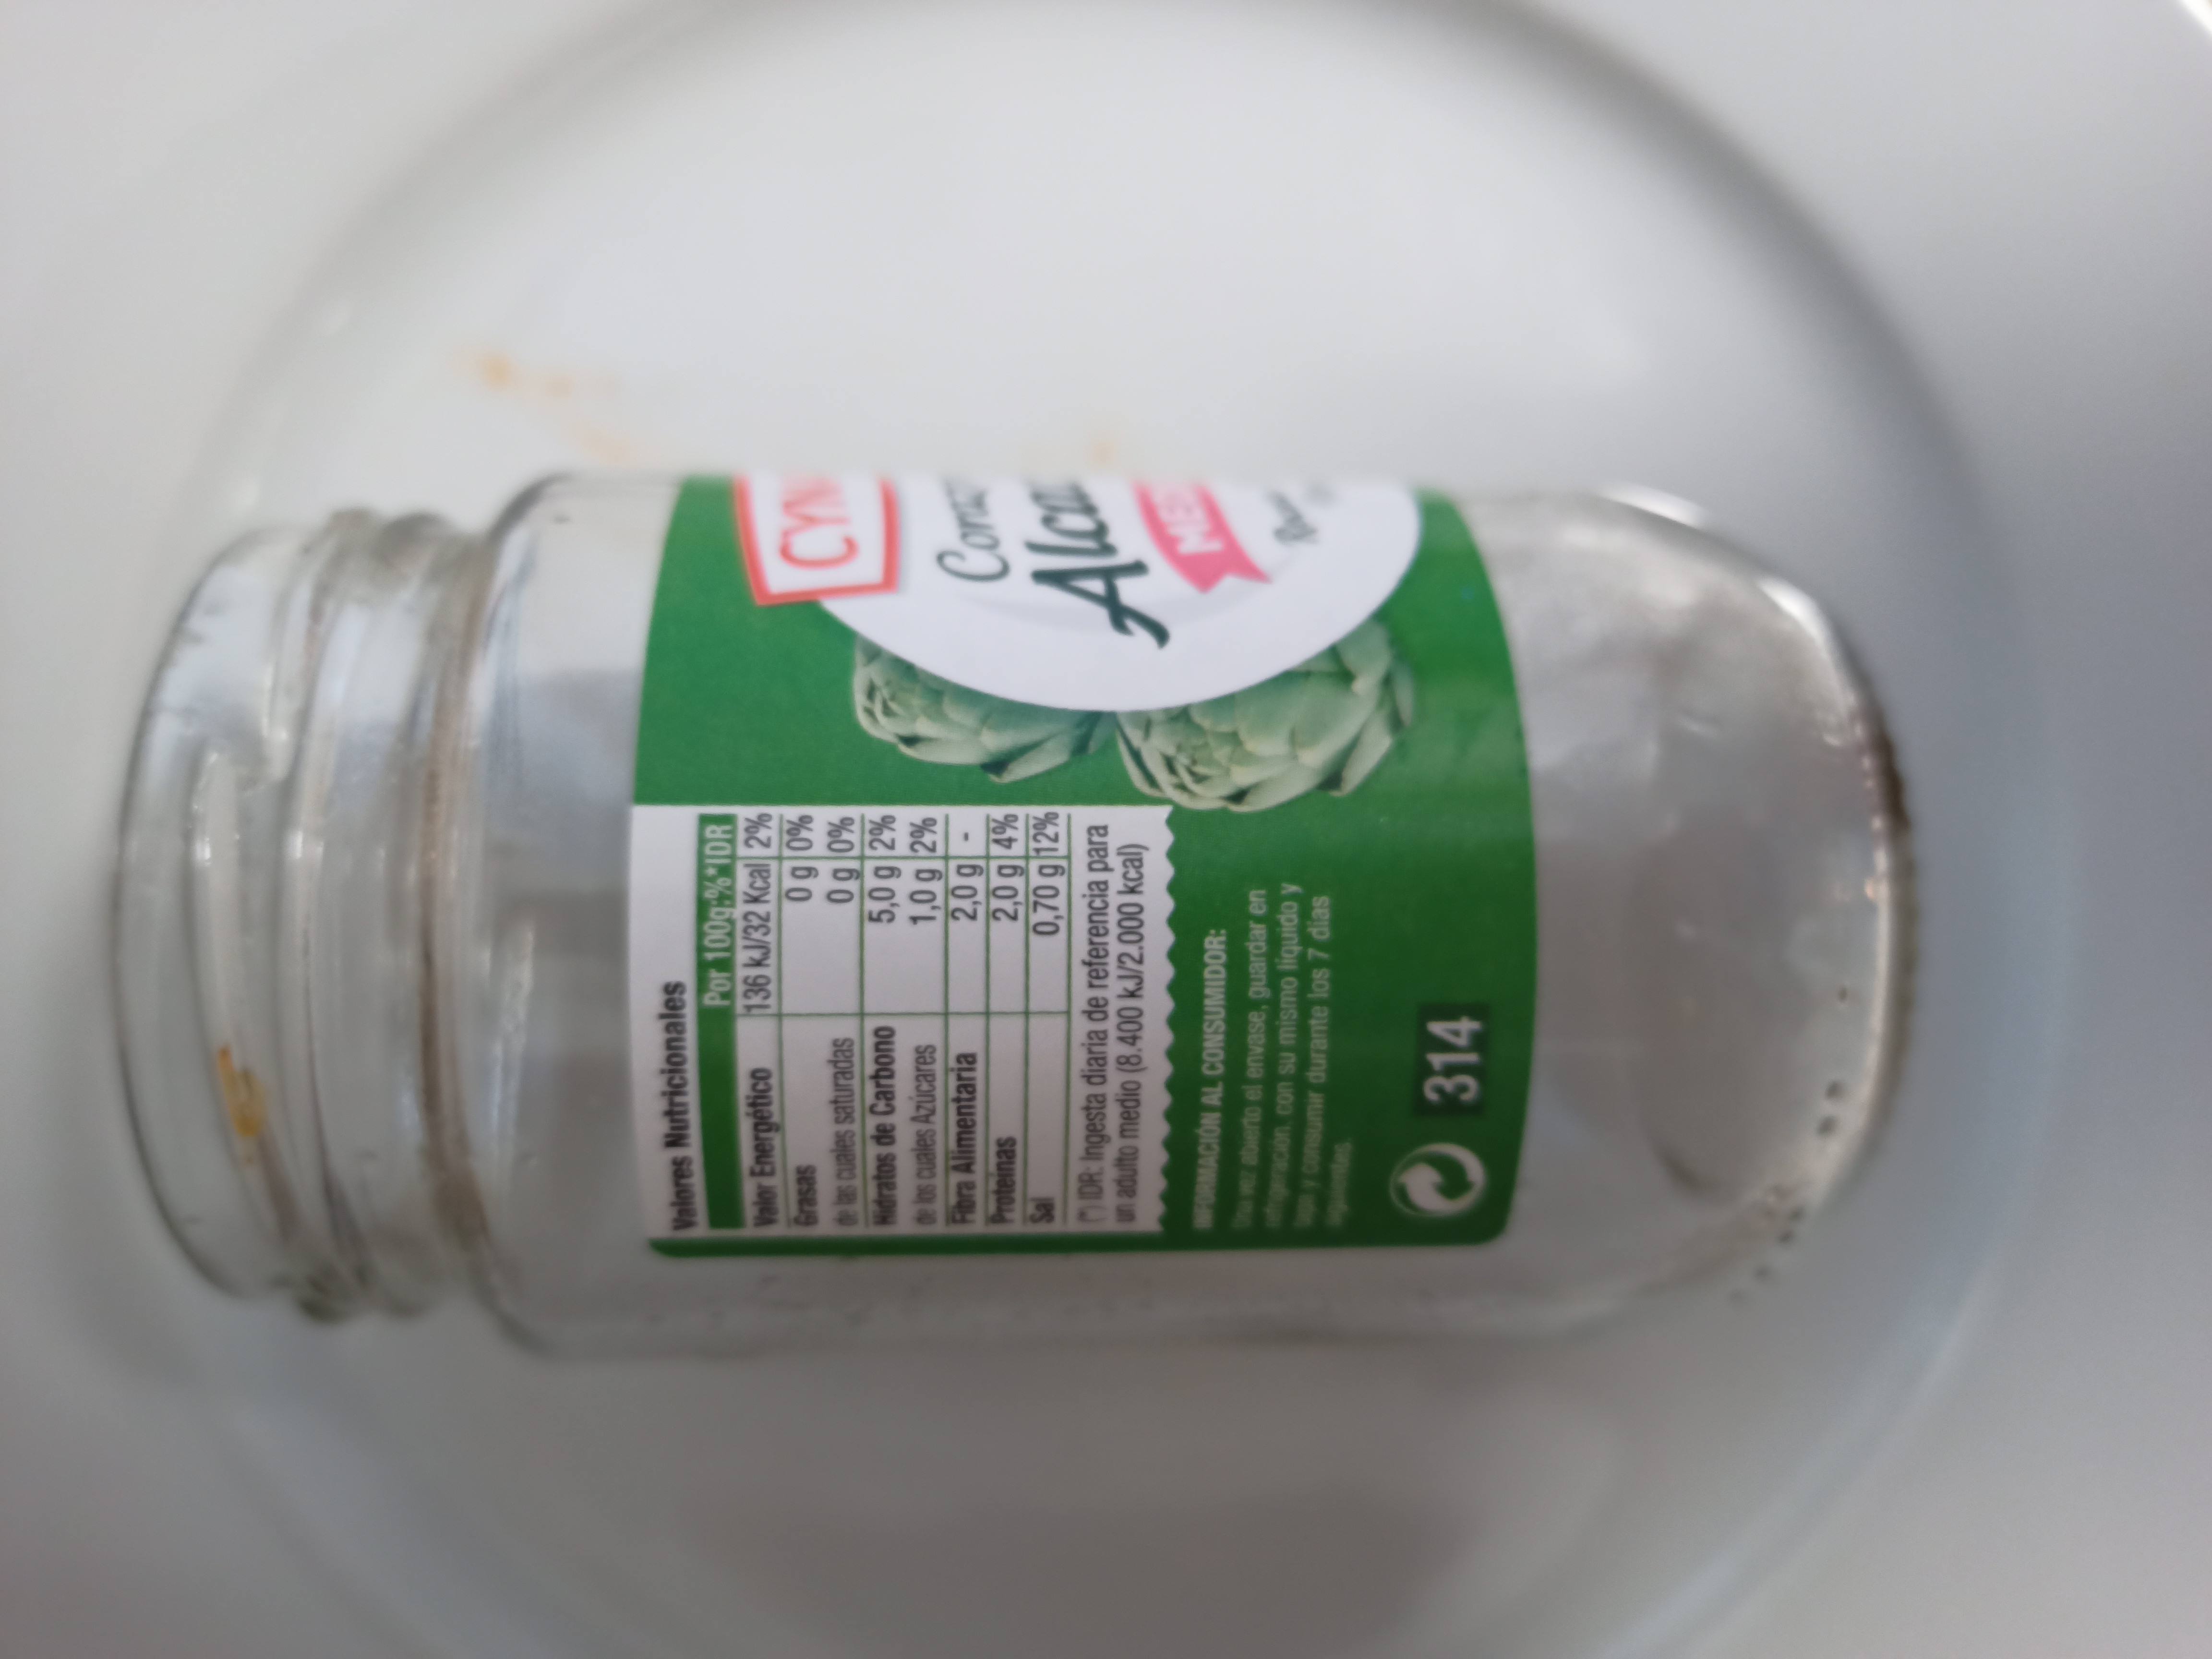 Valores Nutricionales
Por 100g: %*IDR
Valor Energético 136 kJ/32 Kcal 2%
Grasas 0 g 0%
de las cuales saturadas 0 g 0%
Hidratos de Carbono 5,0 g 2%
de los cuales Azúcares 1,0 g 2%
Fibra Alimentaria 2,0 g -
Proteínas 2,0 g 4%
Sal 0,70 g 12%
(*) IDR: Ingesta diaria de referencia para
un adulto medio (8.400 kJ/2.000 kcal)
INFORMACIÓN AL CONSUMIDOR:
Una vez abierto el envase, guardar en
refrigeración, con su mismo líquido y
tapa y consumir durante los 7 días
siguientes.
314
CYN
Coraz
Alca
ME